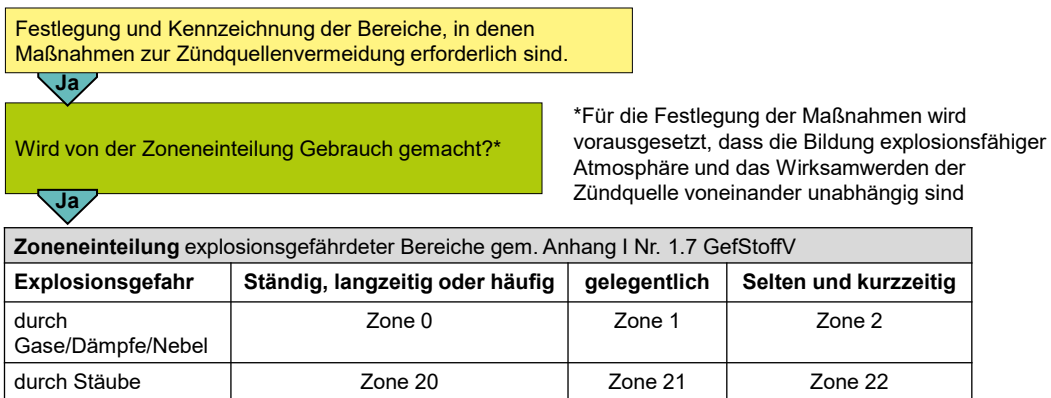 Festlegung und Kennzeichnung der Bereiche, in denen
Maßnahmen zur Zündquellenvermeidung erforderlich sind.
Ja
Wird von der Zoneneinteilung Gebrauch gemacht?*
*Für die Festlegung der Maßnahmen wird
vorausgesetzt, dass die Bildung explosionsfähiger
Atmosphäre und das Wirksamwerden der
Zündquelle voneinander unabhängig sind
Ja
Zoneneinteilung explosionsgefährdeter Bereiche gem. Anhang I Nr. 1.7 GefStoffV
Explosionsgefahr Ständig, langzeitig oder häufig gelegentlich Selten und kurzzeitig
durch
Gase/Dämpfe/Nebel Zone 0 Zone 1 Zone 2
durch Stäube Zone 20 Zone 21 Zone 22